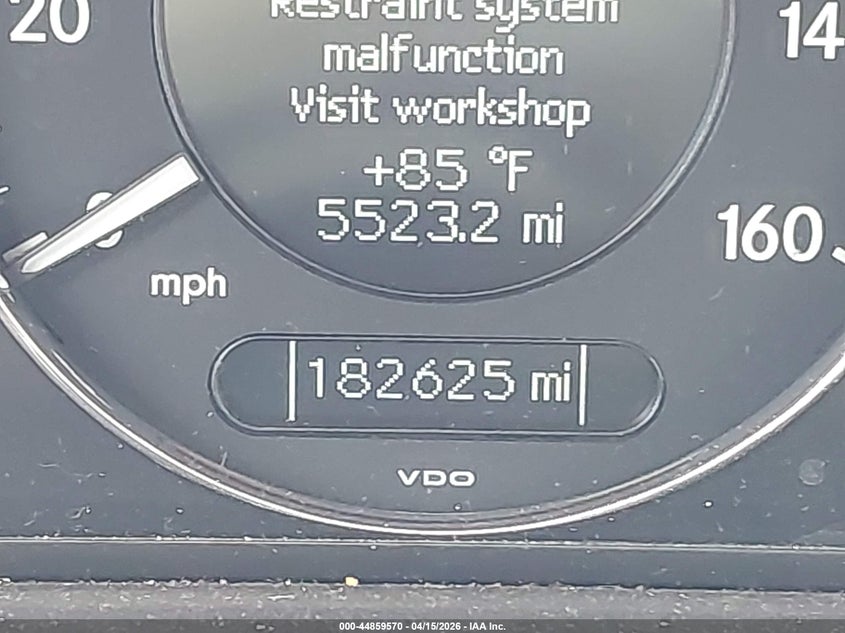 20
Restraint system
malfunction
Visit workshop
+85 °F
5523.2 mi
14
160
0
mph
182625 mi
VDO
000-44859570 - 04/15/2026 - IAA Inc.